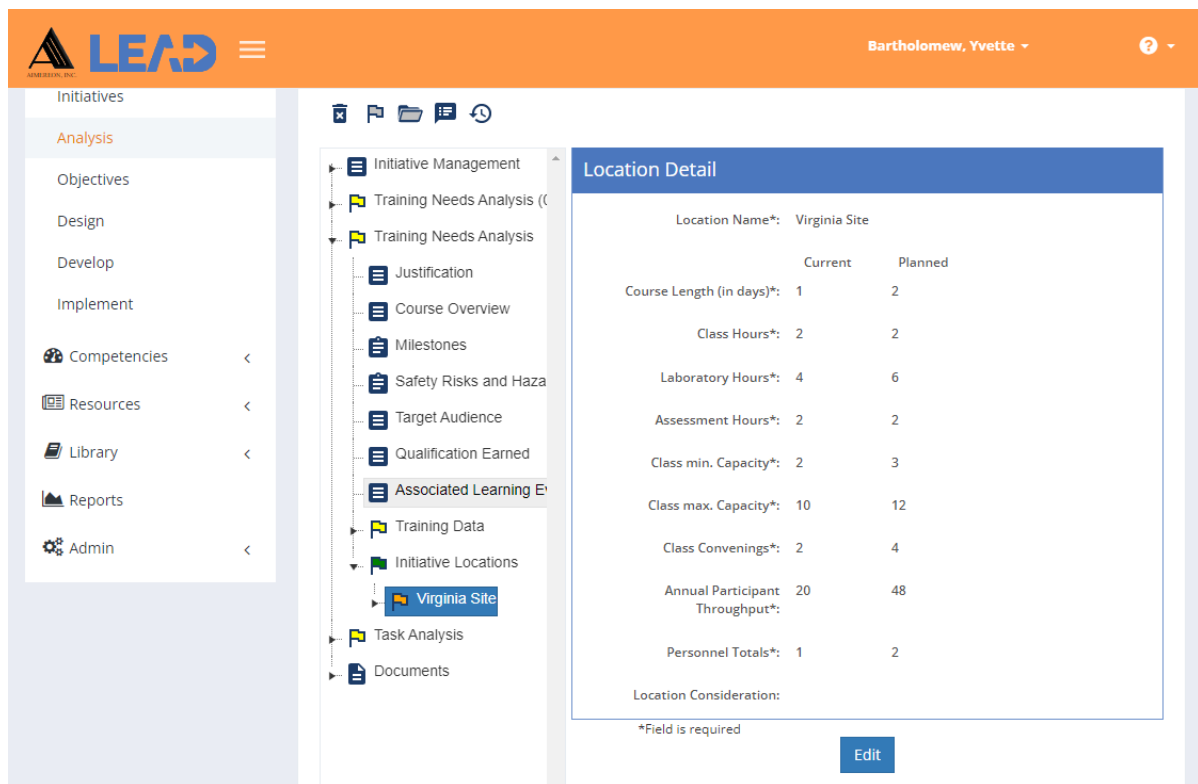 AIMEREON, INC.
LEAD
Bartholomew, Yvette
?
Initiatives
Analysis
Objectives
Design
Develop
Implement
Competencies
Resources
Library
Reports
Admin
Initiative Management
Training Needs Analysis (
Training Needs Analysis
Justification
Course Overview
Milestones
Safety Risks and Haza
Target Audience
Qualification Earned
Associated Learning E
Training Data
Initiative Locations
Virginia Site
Task Analysis
Documents
Location Detail
Location Name*: Virginia Site
Current Planned
Course Length (in days)*: 1 2
Class Hours*: 2 2
Laboratory Hours*: 4 6
Assessment Hours*: 2 2
Class min. Capacity*: 2 3
Class max. Capacity*: 10 12
Class Convenings*: 2 4
Annual Participant 20 48
Throughput*:
Personnel Totals*: 1 2
Location Consideration:
*Field is required
Edit